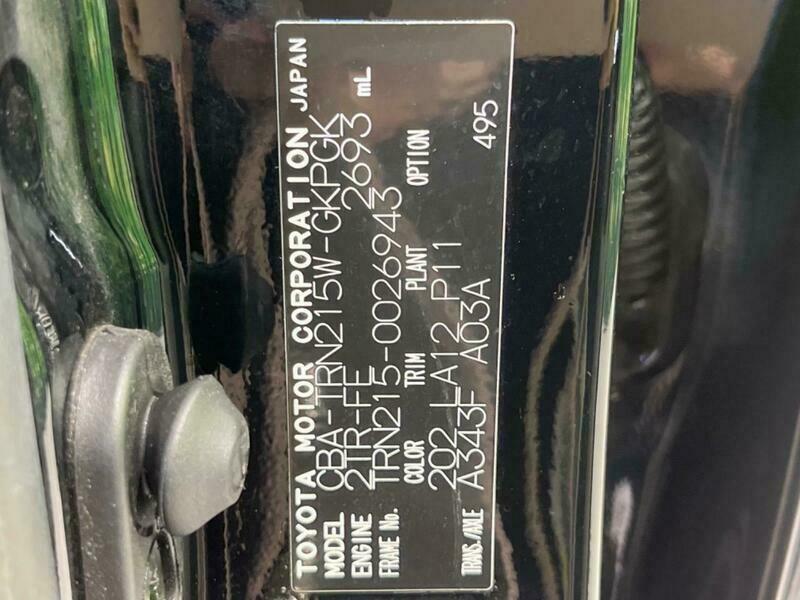 TOYOTA MOTOR CORPORATION JAPAN
MODEL CBA-TRN215W-GKPGK
ENGINE 2TR-FE 2693 mL
FRAME No. TRN215-0026943
COLOR TRIM PLANT OPTION
202 LA12 P11
TRANS./AXLE A343F A03A 495